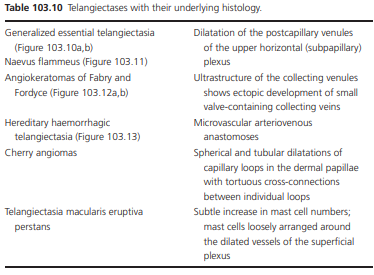 Table 103.10 Telangiectases with their underlying histology.
Generalized essential telangiectasia
(Figure 103.10a,b)
Naevus flammeus (Figure 103.11)
Dilatation of the postcapillary venules
of the upper horizontal (subpapillary)
plexus
Angiokeratomas of Fabry and
Fordyce (Figure 103.12a,b)
Ultrastructure of the collecting venules
shows ectopic development of small
valve-containing collecting veins
Hereditary haemorrhagic
telangiectasia (Figure 103.13)
Microvascular arteriovenous
anastomoses
Cherry angiomas
Spherical and tubular dilatations of
capillary loops in the dermal papillae
with tortuous cross-connections
between individual loops
Telangiectasia macularis eruptiva
perstans
Subtle increase in mast cell numbers;
mast cells loosely arranged around
the dilated vessels of the superficial
plexus